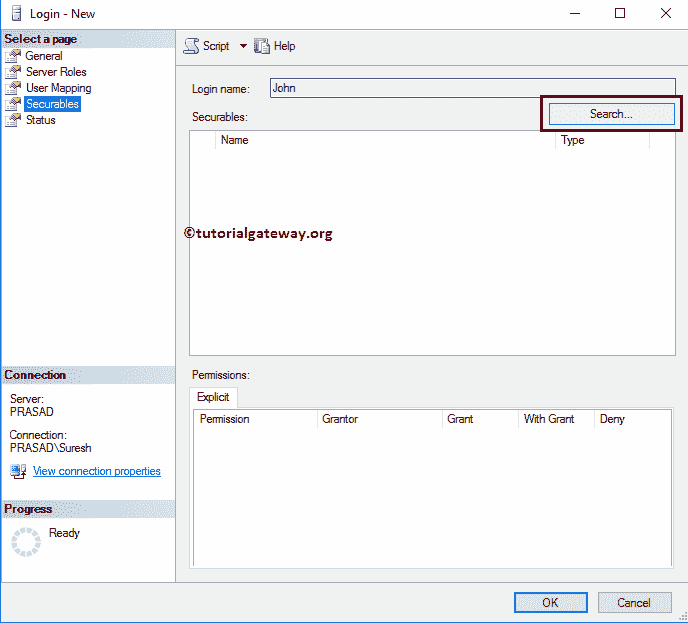 Login - New
Select a page
General
Server Roles
User Mapping
Securables
Status
Script Help
Login name: John
Securables: Search...
Name Type
©tutorialgateway.org
Connection
Server:
PRASAD
Connection:
PRASAD\Suresh
View connection properties
Progress
Ready
Permissions:
Explicit
Permission Grantor Grant With Grant Deny
OK Cancel